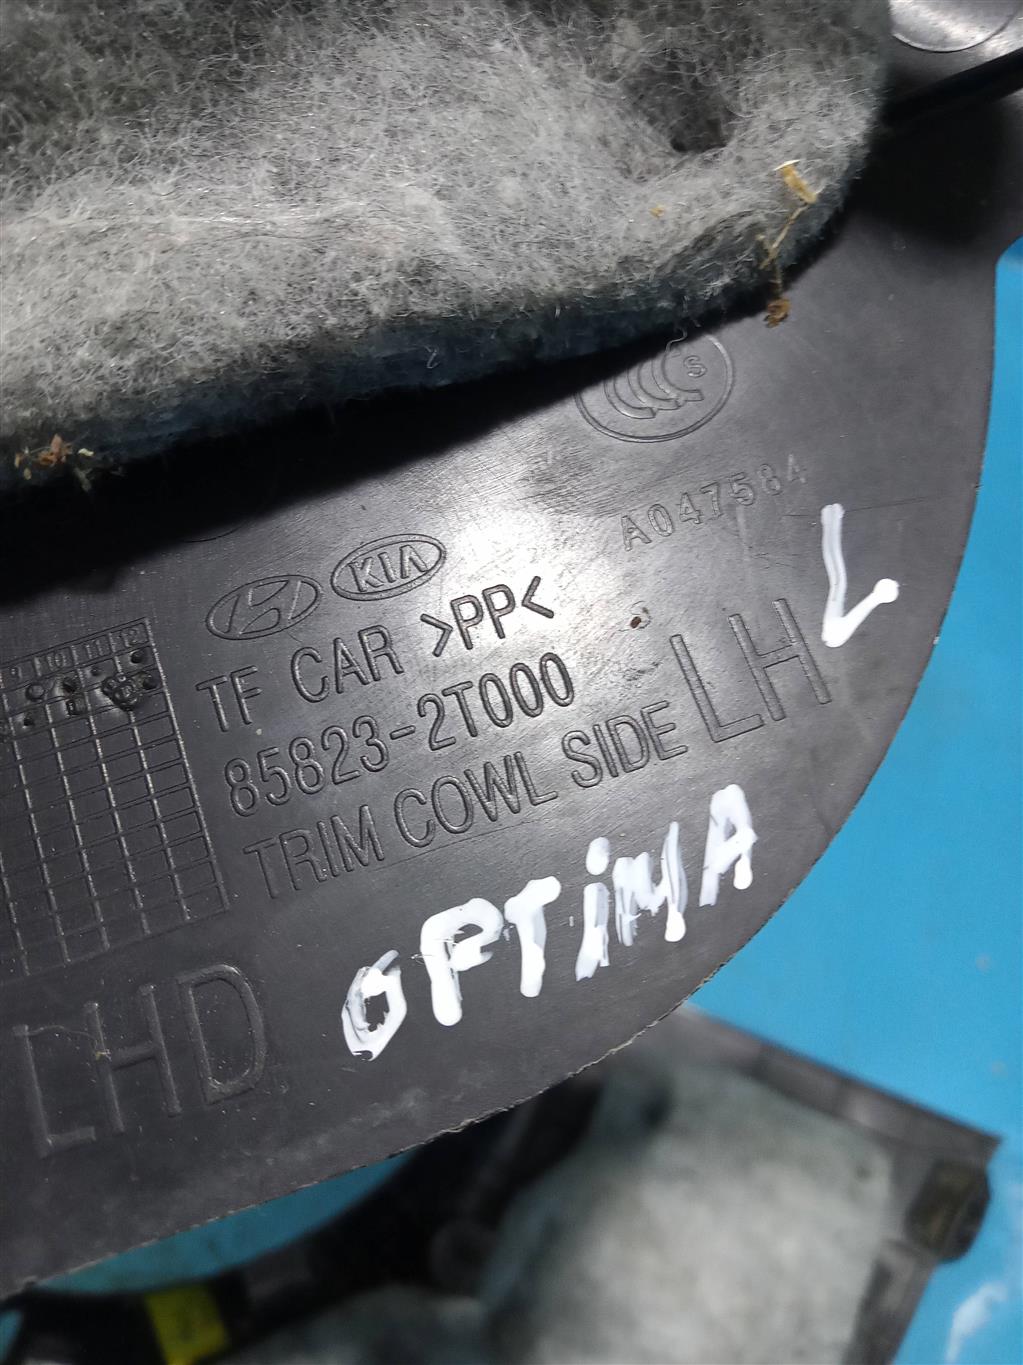 S
A047584
KIA
TF CAR >PP<
85823-2T000
TRIM COWL SIDE LH
L
OPTiMA
LHD